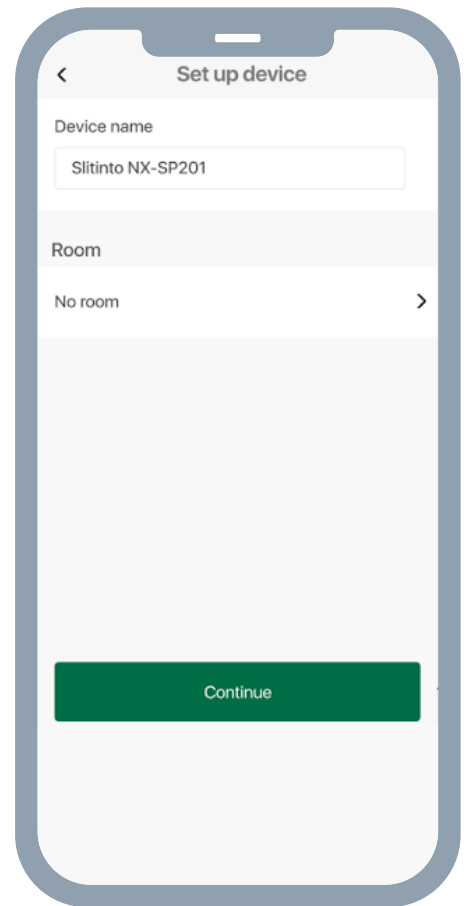 Set up device
Device name
Slitinto NX-SP201
Room
No room
Continue